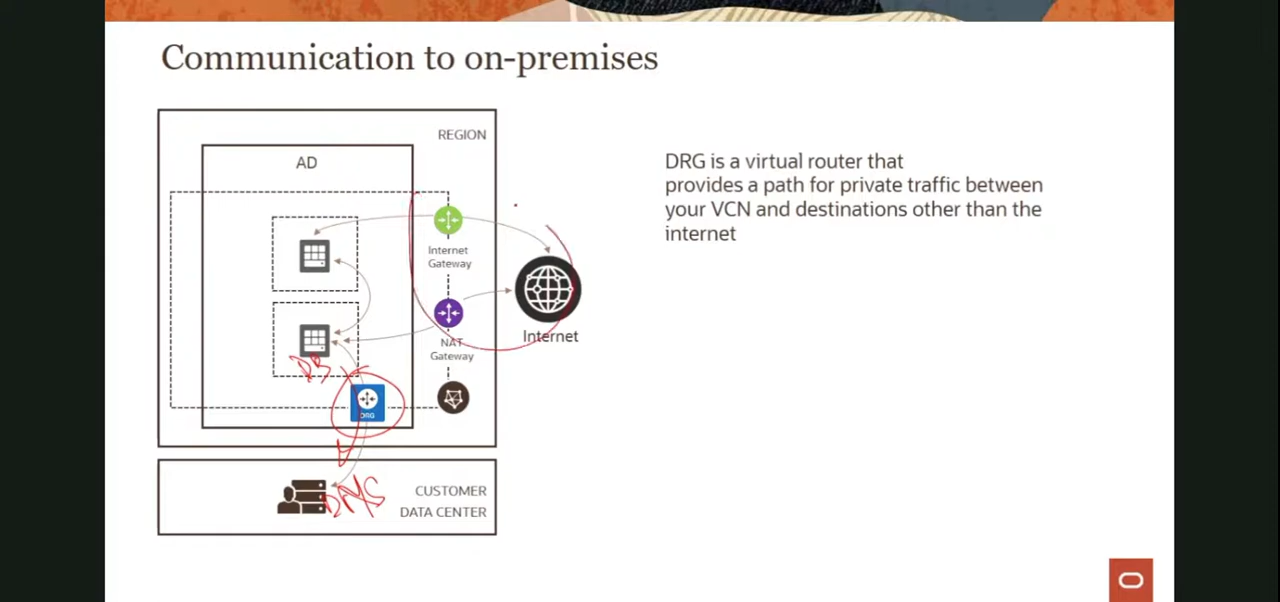 Communication to on-premises
REGION
AD
DRG is a virtual router that
provides a path for private traffic between
your VCN and destinations other than the
internet
Internet
Gateway
Internet
NAT
Gateway
DB
DRG
CUSTOMER
DATA CENTER